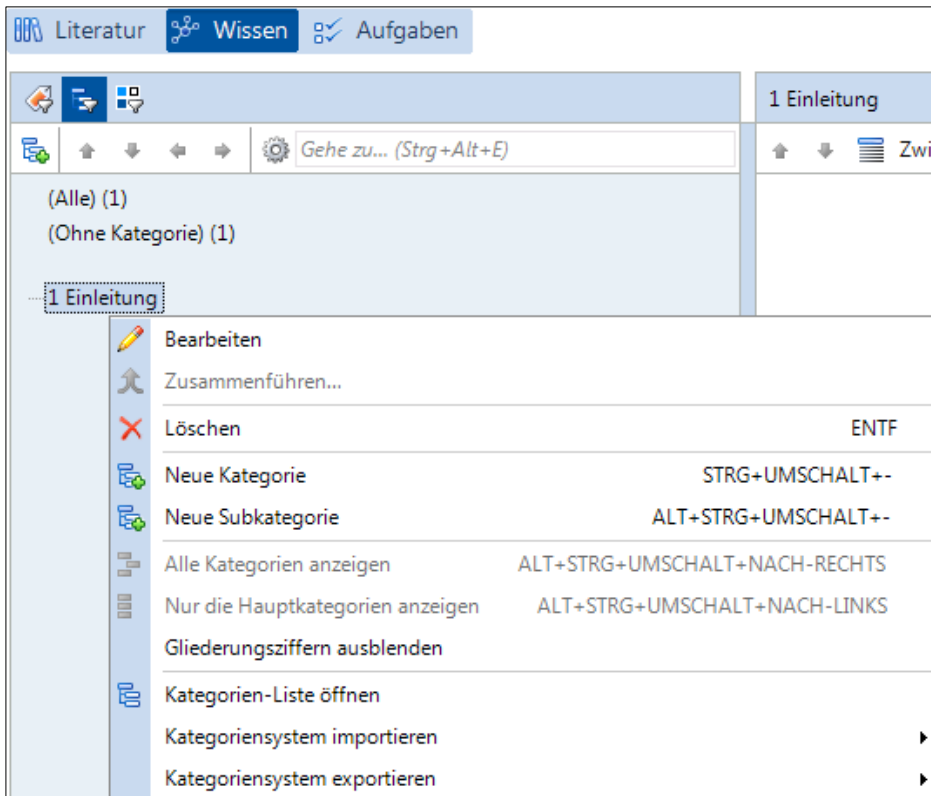 Literatur Wissen Aufgaben
1 Einleitung
Gehe zu... (Strg+Alt+E) Zwi
(Alle) (1)
(Ohne Kategorie) (1)
1 Einleitung
Bearbeiten
Zusammenführen...
Löschen ENTF
Neue Kategorie STRG+UMSCHALT+-
Neue Subkategorie ALT+STRG+UMSCHALT+-
Alle Kategorien anzeigen ALT+STRG+UMSCHALT+NACH-RECHTS
Nur die Hauptkategorien anzeigen ALT+STRG+UMSCHALT+NACH-LINKS
Gliederungsziffern ausblenden
Kategorien-Liste öffnen
Kategoriensystem importieren
Kategoriensystem exportieren